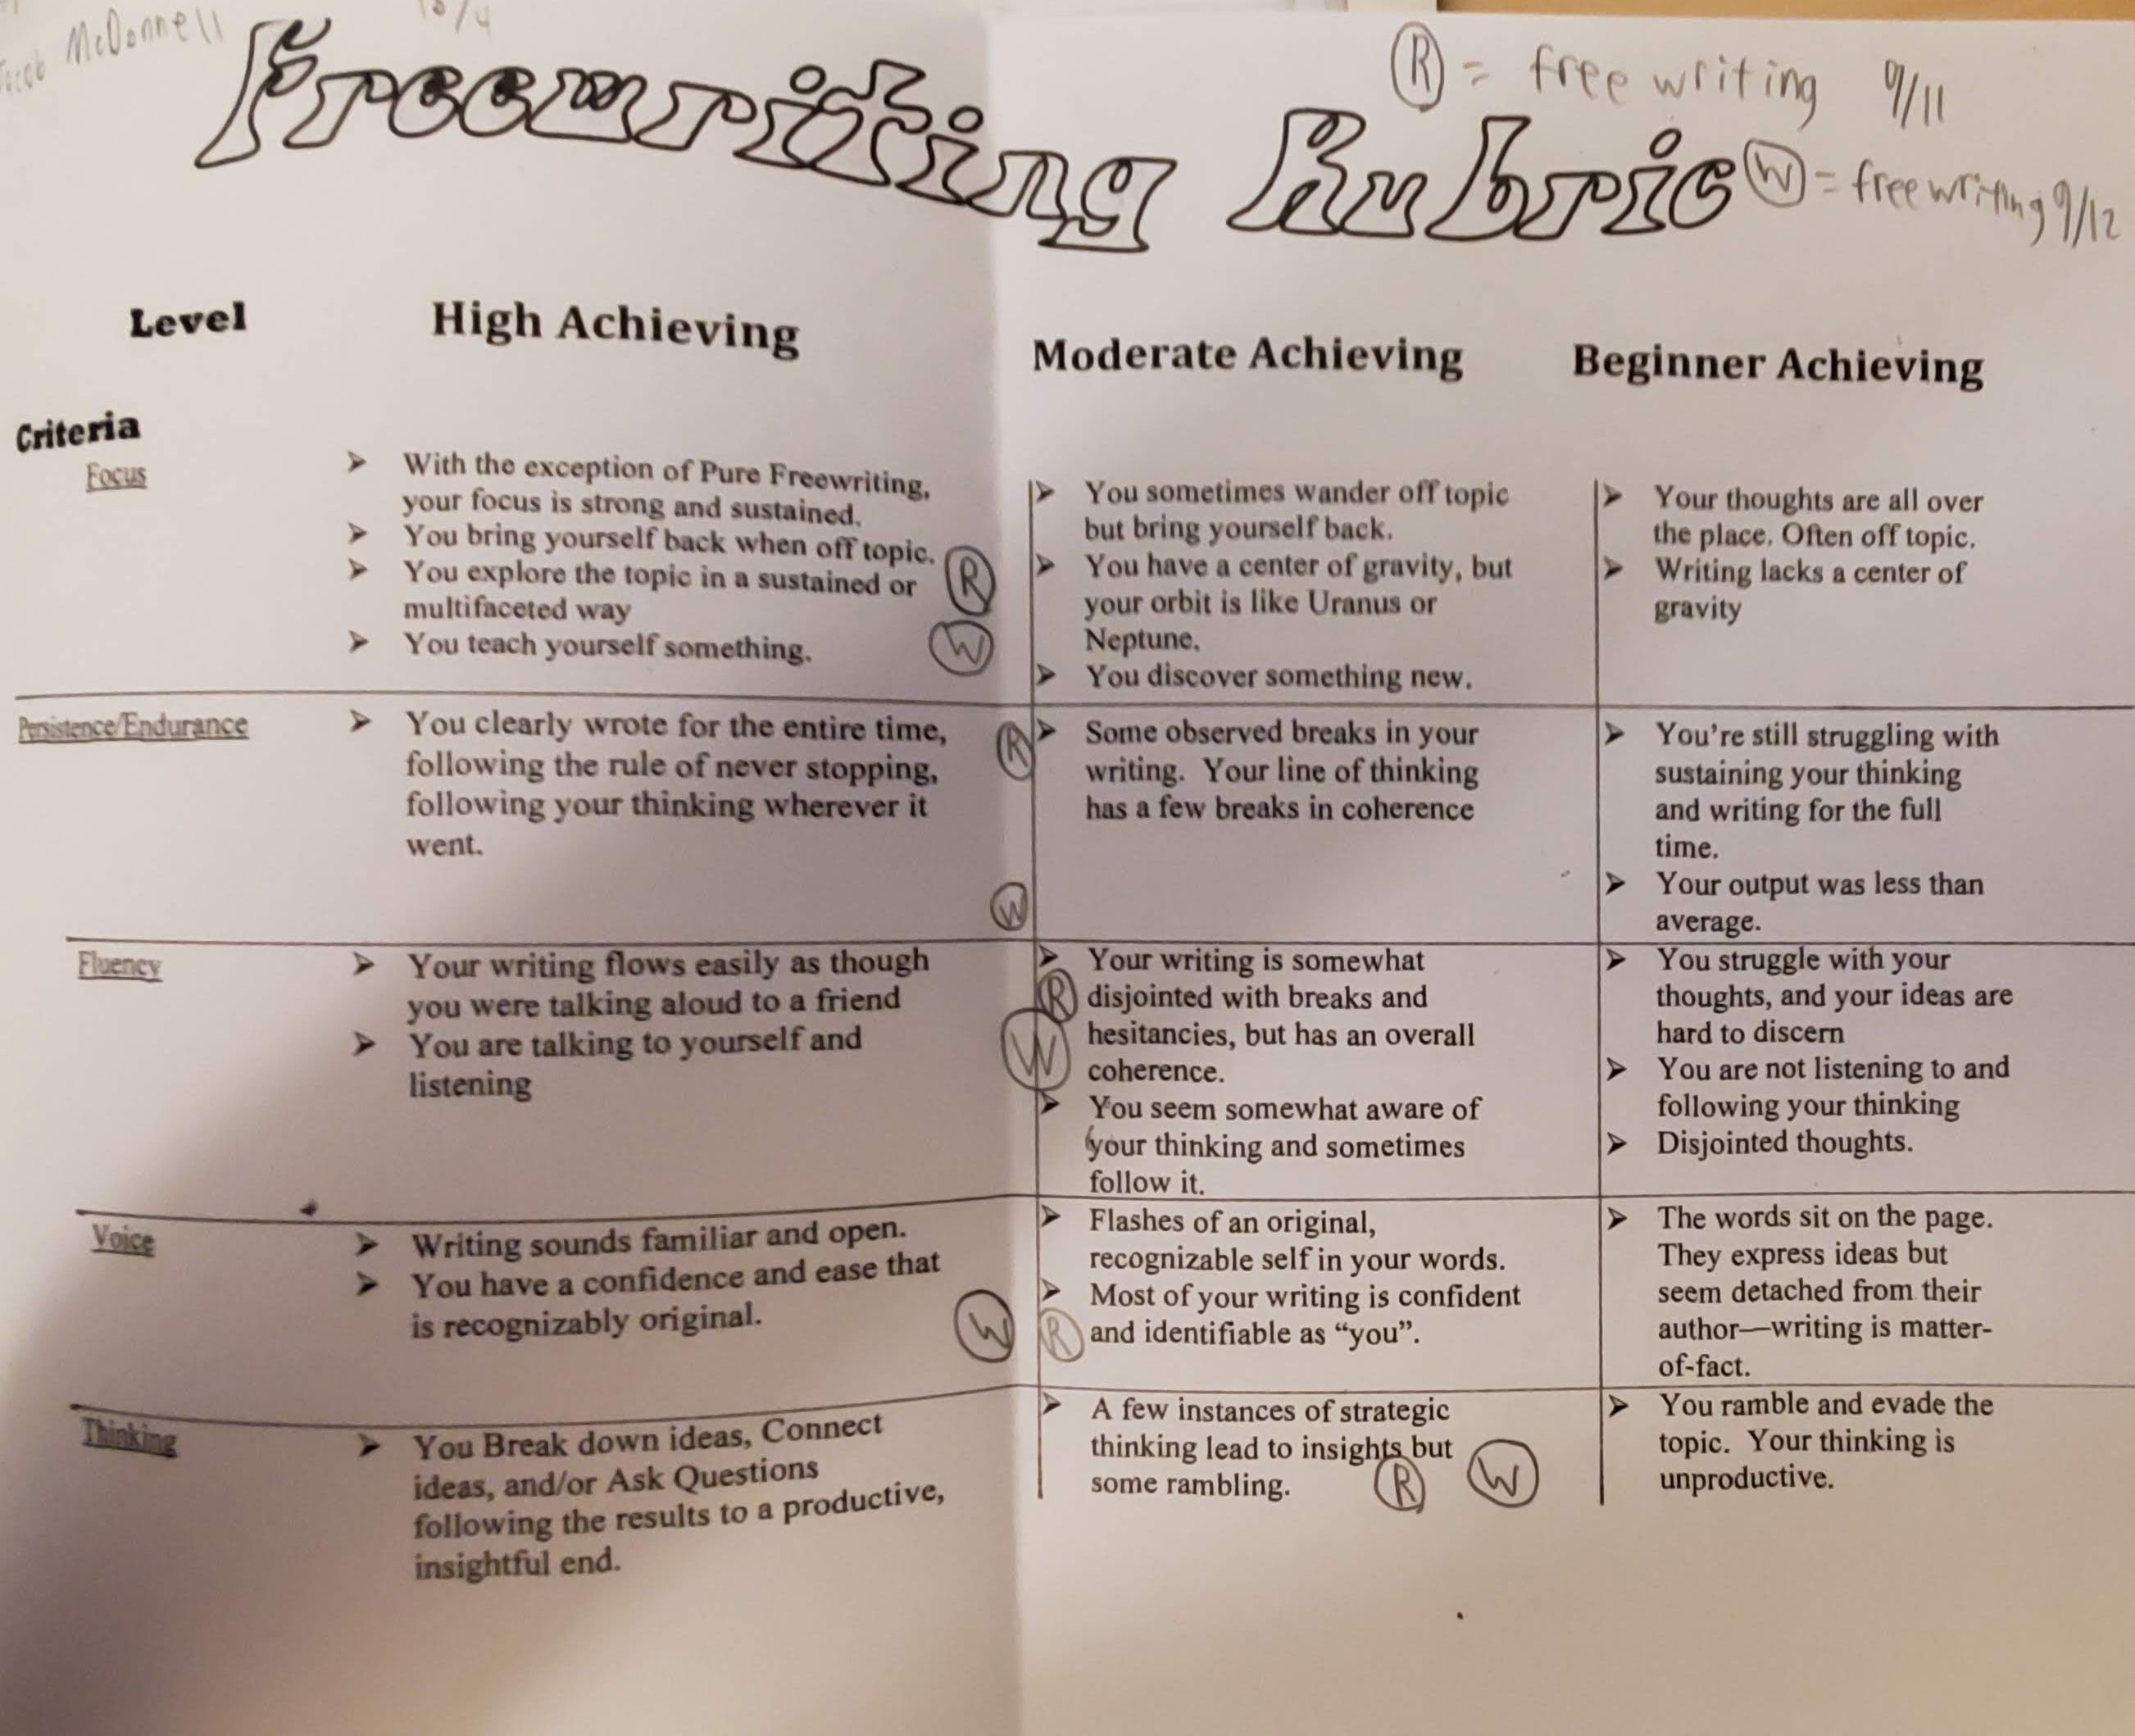 McDonnell
Freewriting Rubric
Ⓡ = free writing 9/11
Ⓦ = free writing 9/12
Level
High Achieving
Moderate Achieving
Beginner Achieving
Criteria
Focus
➤ With the exception of Pure Freewriting,
your focus is strong and sustained.
➤ You bring yourself back when off topic.
➤ You explore the topic in a sustained or
multifaceted way
➤ You teach yourself something.
Ⓡ
Ⓦ
➤ You sometimes wander off topic
but bring yourself back.
➤ You have a center of gravity, but
your orbit is like Uranus or
Neptune.
➤ You discover something new.
➤ Your thoughts are all over
the place. Often off topic.
➤ Writing lacks a center of
gravity
Persistence/Endurance
➤ You clearly wrote for the entire time,
following the rule of never stopping,
following your thinking wherever it
went.
Ⓡ
Ⓦ
➤ Some observed breaks in your
writing. Your line of thinking
has a few breaks in coherence
➤ You're still struggling with
sustaining your thinking
and writing for the full
time.
➤ Your output was less than
average.
Fluency
➤ Your writing flows easily as though
you were talking aloud to a friend
➤ You are talking to yourself and
listening
Ⓡ
Ⓦ
➤ Your writing is somewhat
disjointed with breaks and
hesitancies, but has an overall
coherence.
➤ You seem somewhat aware of
your thinking and sometimes
follow it.
➤ You struggle with your
thoughts, and your ideas are
hard to discern
➤ You are not listening to and
following your thinking
➤ Disjointed thoughts.
Voice
➤ Writing sounds familiar and open.
➤ You have a confidence and ease that
is recognizably original.
Ⓦ
Ⓡ
➤ Flashes of an original,
recognizable self in your words.
➤ Most of your writing is confident
and identifiable as “you”.
➤ The words sit on the page.
They express ideas but
seem detached from their
author—writing is matter-
of-fact.
Thinking
➤ You Break down ideas, Connect
ideas, and/or Ask Questions
following the results to a productive,
insightful end.
➤ A few instances of strategic
thinking lead to insights but
some rambling.
Ⓡ Ⓦ
➤ You ramble and evade the
topic. Your thinking is
unproductive.